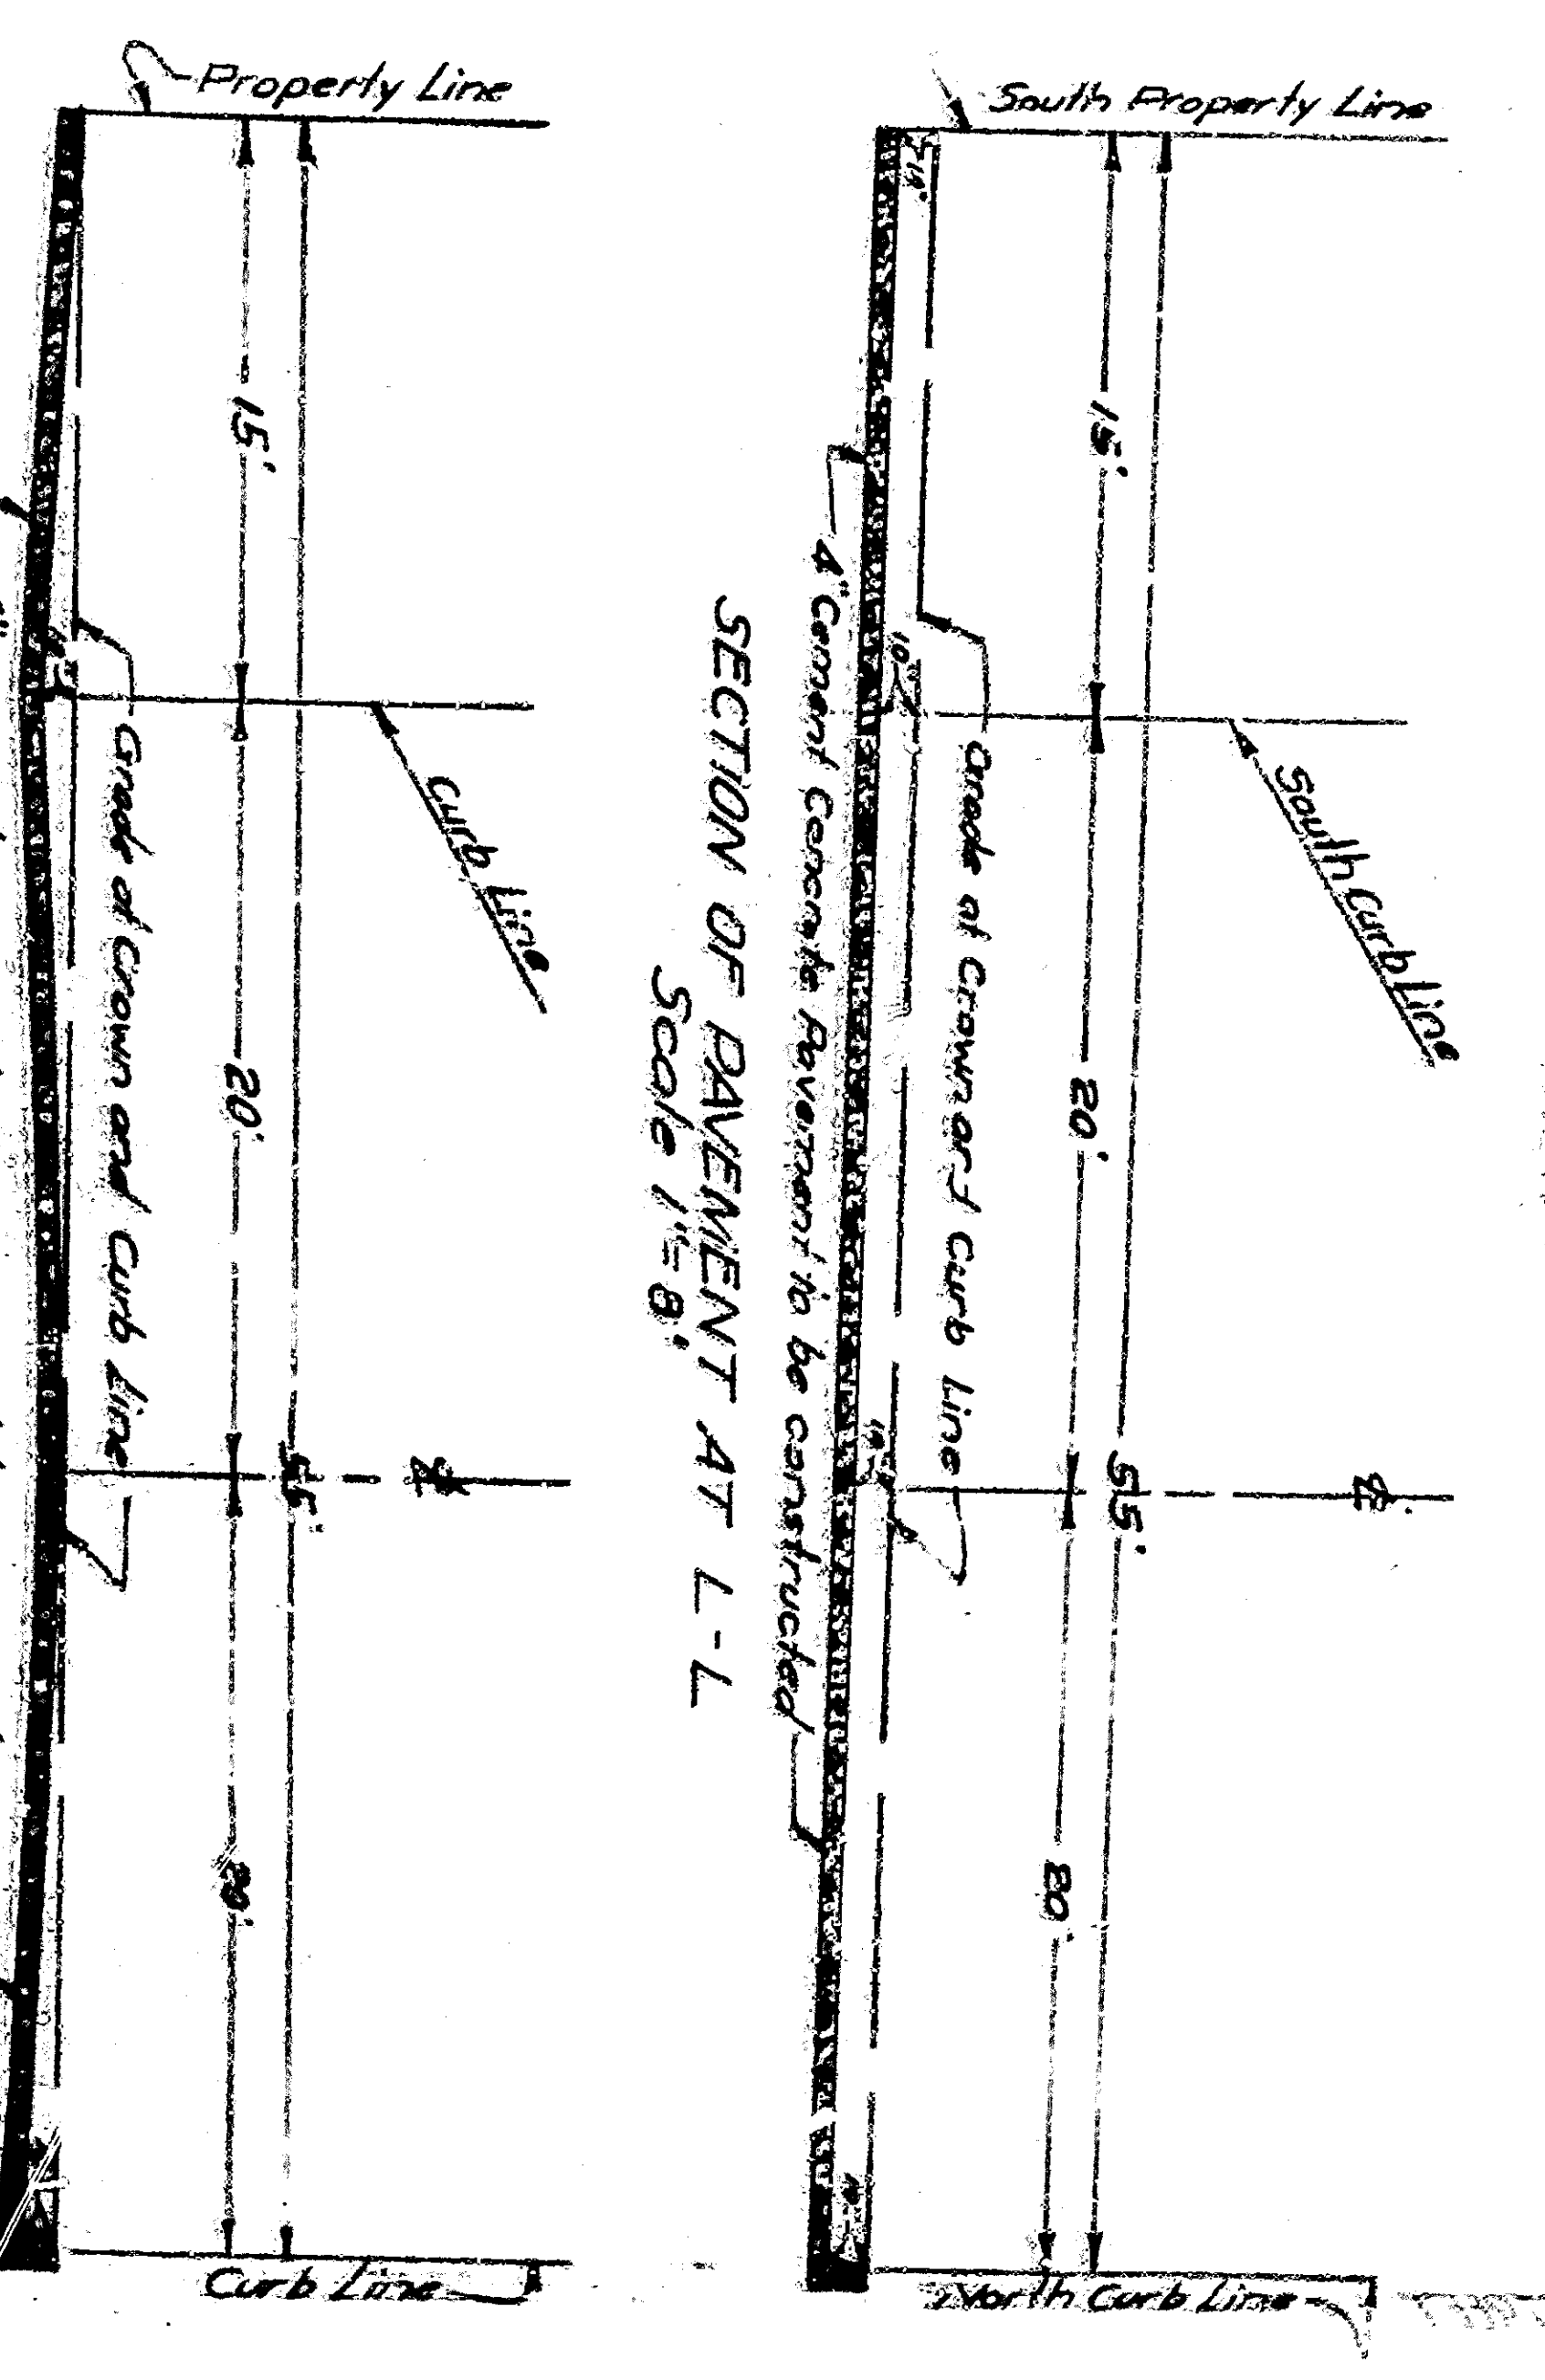 South Property Line
15'
20'
55'
20'
South Curb Line
Grade at Crown and Curb Line
10"
North Curb Line
4" Cement Concrete Pavement to be constructed
SECTION OF PAVEMENT AT L-L
Scale 1"=8'
Property Line
15'
20'
55'
20'
Curb Line
Grade at Crown and Curb Line
Curb Line